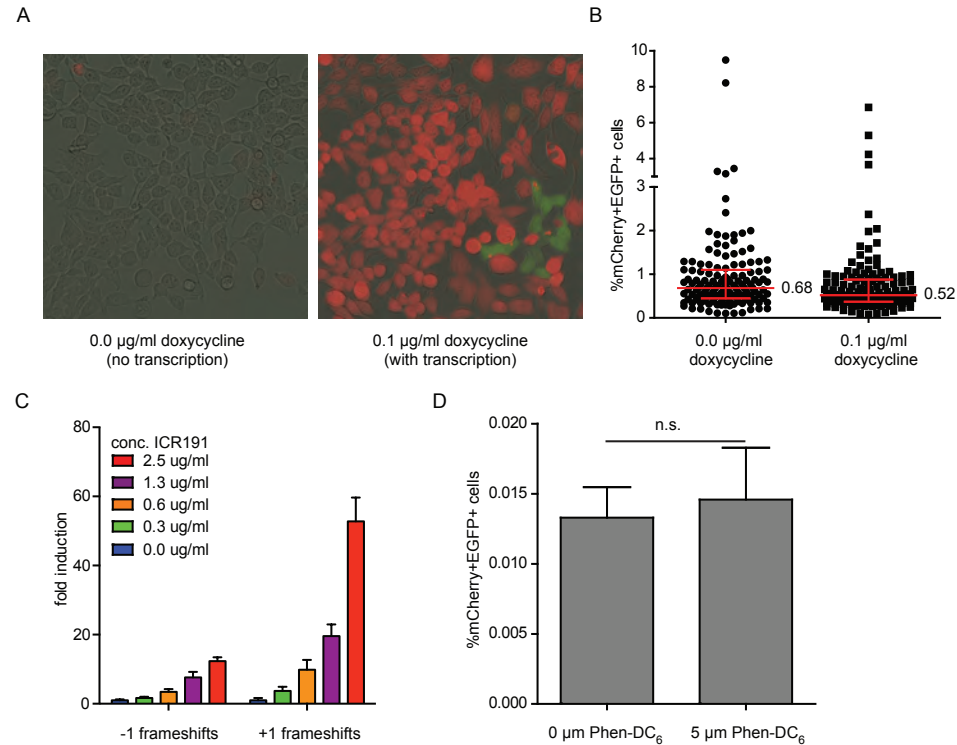 A
0.0 µg/ml doxycycline
(no transcription)
0.1 µg/ml doxycycline
(with transcription)
B
%mCherry+EGFP+ cells
10
8
6
4
3
2
1
0
0.68
0.52
0.0 µg/ml
doxycycline
0.1 µg/ml
doxycycline
C
fold induction
80
60
40
20
0
conc. ICR191
2.5 ug/ml
1.3 ug/ml
0.6 ug/ml
0.3 ug/ml
0.0 ug/ml
-1 frameshifts
+1 frameshifts
D
%mCherry+EGFP+ cells
0.020
0.015
0.010
0.005
0.000
n.s.
0 µm Phen-DC₆
5 µm Phen-DC₆